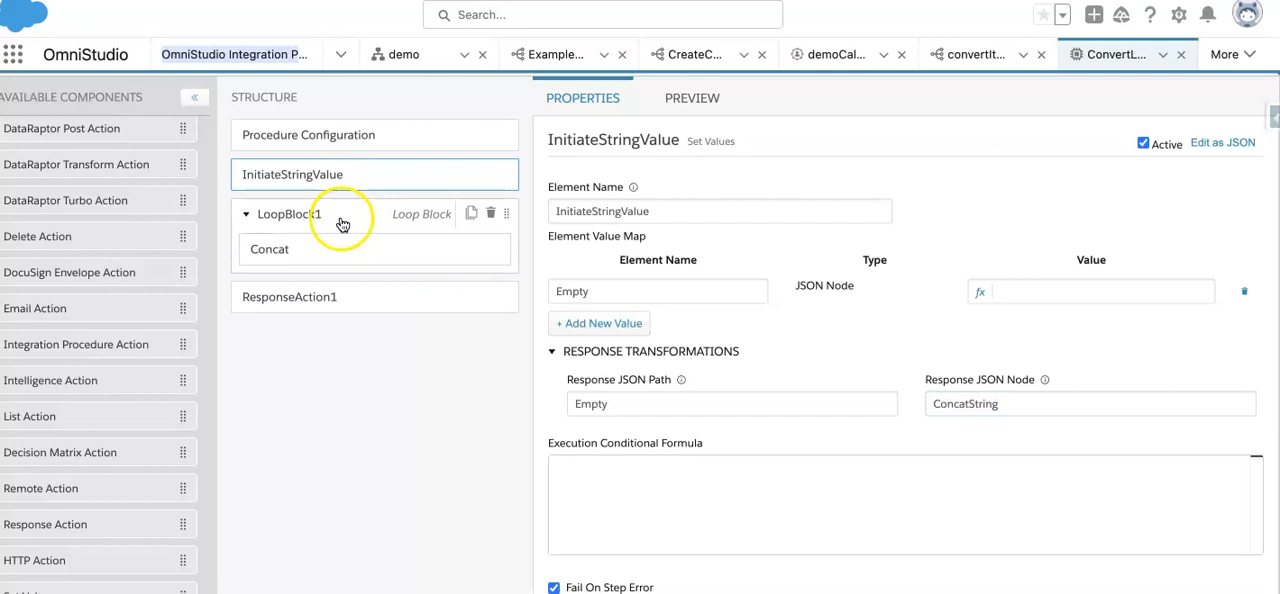 Search...
OmniStudio
OmniStudio Integration P...
demo
Example...
CreateC...
demoCal...
convertIt...
ConvertL...
More
AVAILABLE COMPONENTS
DataRaptor Post Action
DataRaptor Transform Action
DataRaptor Turbo Action
Delete Action
DocuSign Envelope Action
Email Action
Integration Procedure Action
Intelligence Action
List Action
Decision Matrix Action
Remote Action
Response Action
HTTP Action
STRUCTURE
Procedure Configuration
InitiateStringValue
LoopBlock1 Loop Block
Concat
ResponseAction1
PROPERTIES PREVIEW
InitiateStringValue Set Values
Active Edit as JSON
Element Name
InitiateStringValue
Element Value Map
Element Name Type Value
Empty JSON Node fx
+ Add New Value
RESPONSE TRANSFORMATIONS
Response JSON Path Response JSON Node
Empty ConcatString
Execution Conditional Formula
Fail On Step Error